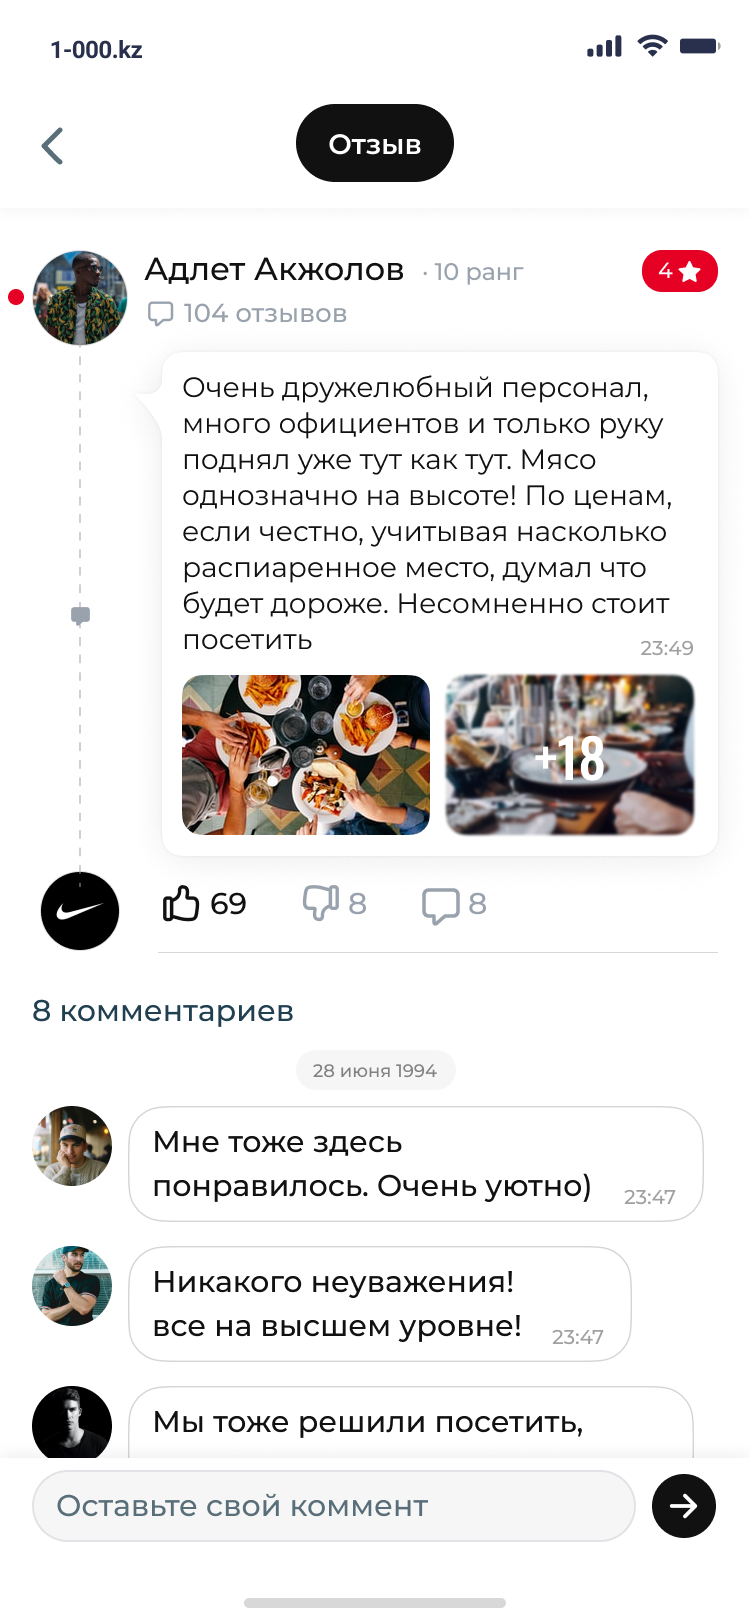 1-000.kz
Отзыв
Адлет Акжолов · 10 ранг
4
104 отзывов
Очень дружелюбный персонал,
много официентов и только руку
поднял уже тут как тут. Мясо
однозначно на высоте! По ценам,
если честно, учитывая насколько
распиаренное место, думал что
будет дороже. Несомненно стоит
посетить
23:49
+18
69
8
8
8 комментариев
28 июня 1994
Мне тоже здесь
понравилось. Очень уютно)
23:47
Никакого неуважения!
все на высшем уровне!
23:47
Мы тоже решили посетить,
Оставьте свой коммент